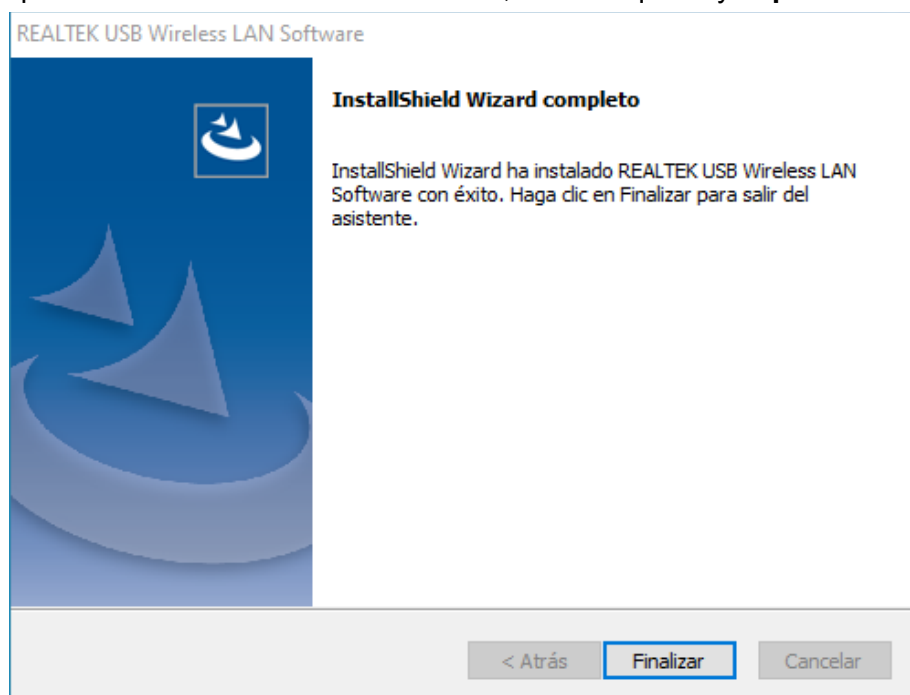 REALTEK USB Wireless LAN Software
InstallShield Wizard completo
InstallShield Wizard ha instalado REALTEK USB Wireless LAN
Software con éxito. Haga clic en Finalizar para salir del
asistente.
< Atrás Finalizar Cancelar